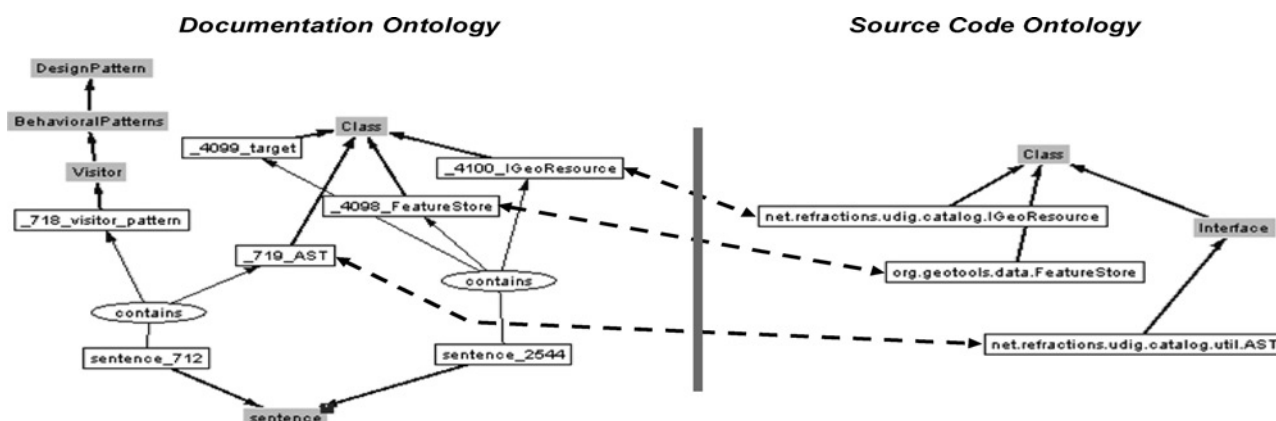 Documentation Ontology
Source Code Ontology
DesignPattern
BehavioralPatterns
Class
_4099_target
Visitor
_4100_IGeoResource
_718_visitor_pattern
_4098_FeatureStore
_719_AST
contains
contains
sentence_712
sentence_2544
sentence
Class
net.refractions.udig.catalog.IGeoResource
Interface
org.geotools.data.FeatureStore
net.refractions.udig.catalog.util.AST